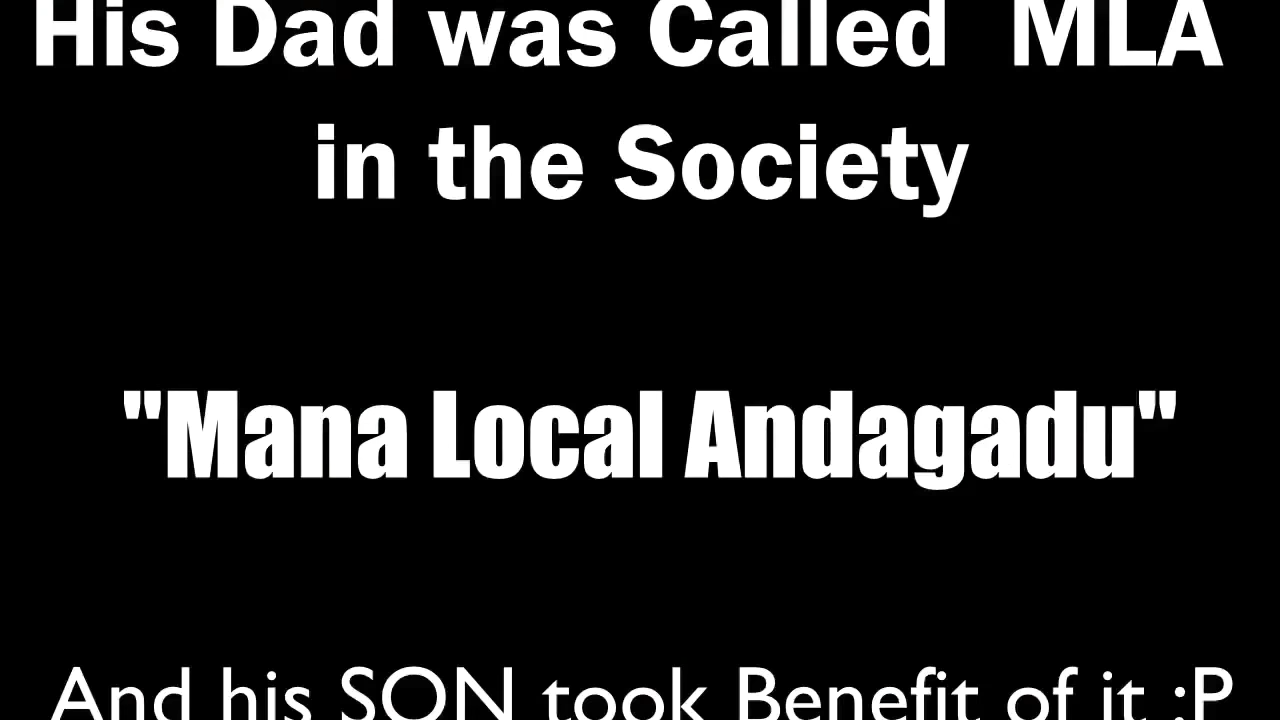 His Dad was Called  MLA
in the Society
"Mana Local Andagadu"
And his SON took Benefit of it :P